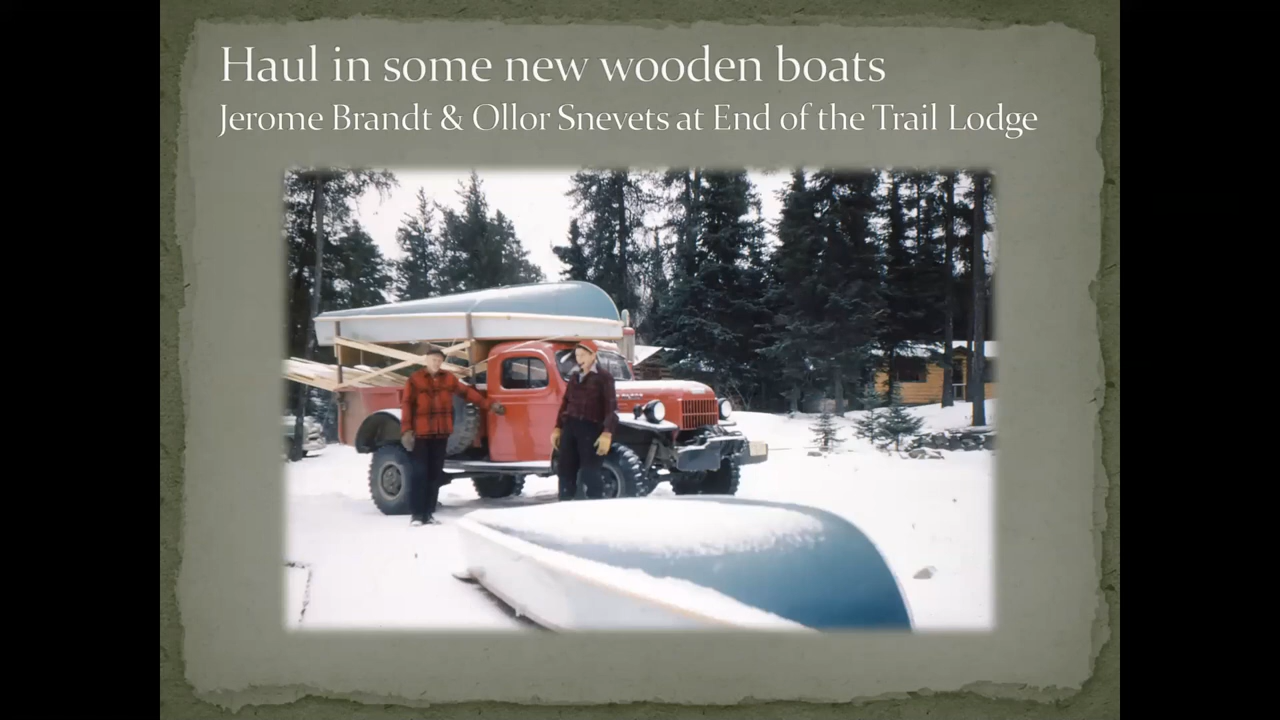 Haul in some new wooden boats
Jerome Brandt & Ollor Snevets at End of the Trail Lodge